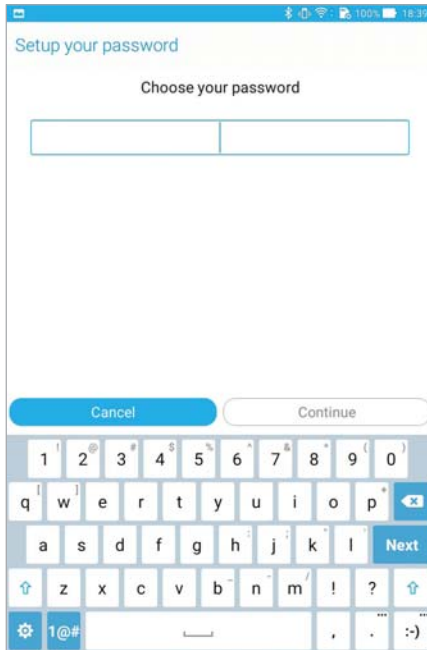 100% 18:39
Setup your password
Choose your password
Cancel Continue
1 ! 2 @ 3 # 4 $ 5 % 6 ^ 7 & 8 * 9 ( 0 )
q [ w ] e r t y u i o p *
a s d f g h : j ; k " l ' Next
z x c v b - n - m / ! ?
1@# , . ... :-) ...